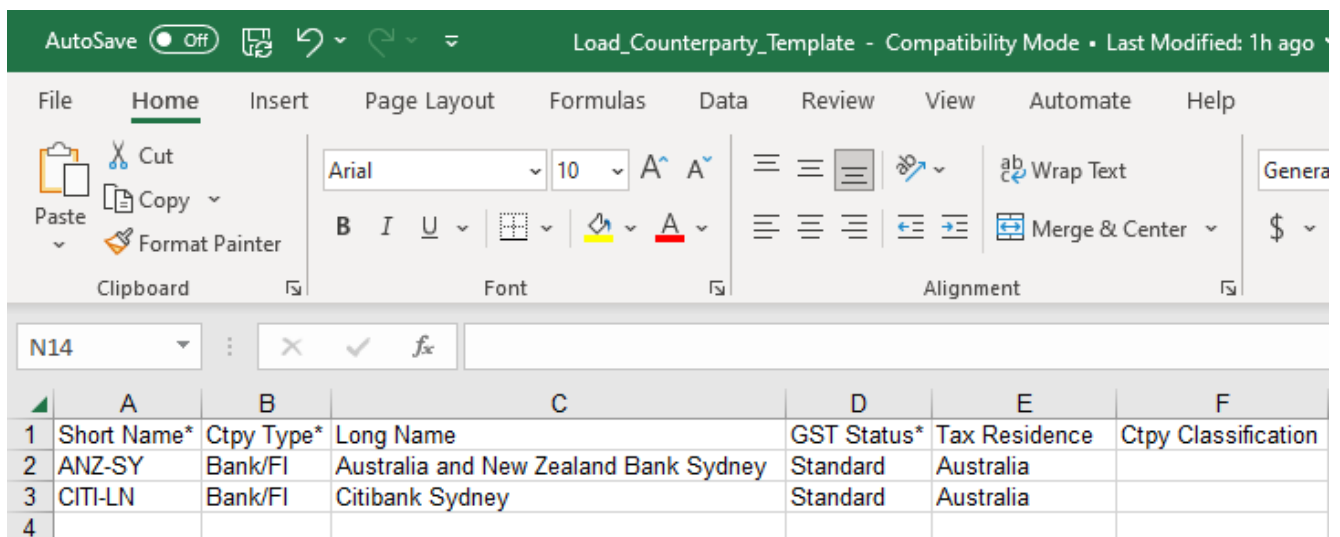 AutoSave Off Load_Counterparty_Template - Compatibility Mode • Last Modified: 1h ago
File Home Insert Page Layout Formulas Data Review View Automate Help
Cut
Copy
Paste
Format Painter
Clipboard
Arial 10 A A
B I U A
Font
ab Wrap Text
Merge & Center
Alignment
Genera
$
N14 fx
A B C D E F
1 Short Name* Ctpy Type* Long Name GST Status* Tax Residence Ctpy Classification
2 ANZ-SY Bank/FI Australia and New Zealand Bank Sydney Standard Australia
3 CITI-LN Bank/FI Citibank Sydney Standard Australia
4